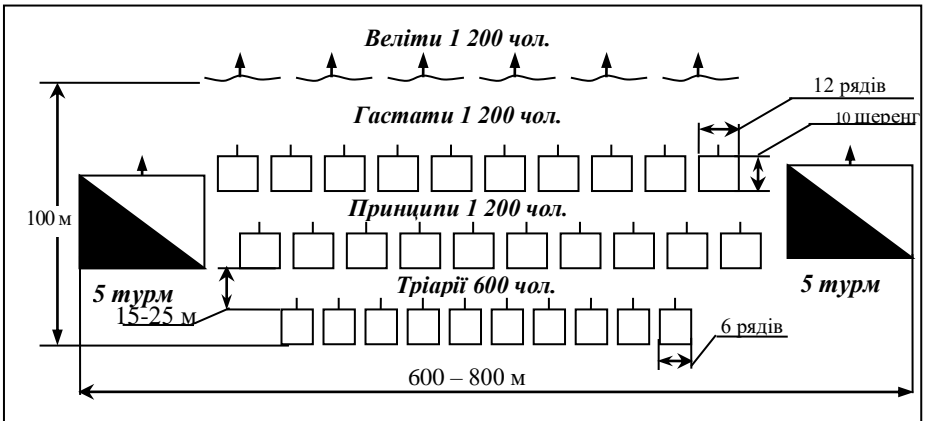 Веліти 1 200 чол.
12 рядів
Гастати 1 200 чол.
10 шеренг
100 м
Принципи 1 200 чол.
5 турм
Тріарії 600 чол.
5 турм
15-25 м
6 рядів
600 – 800 м